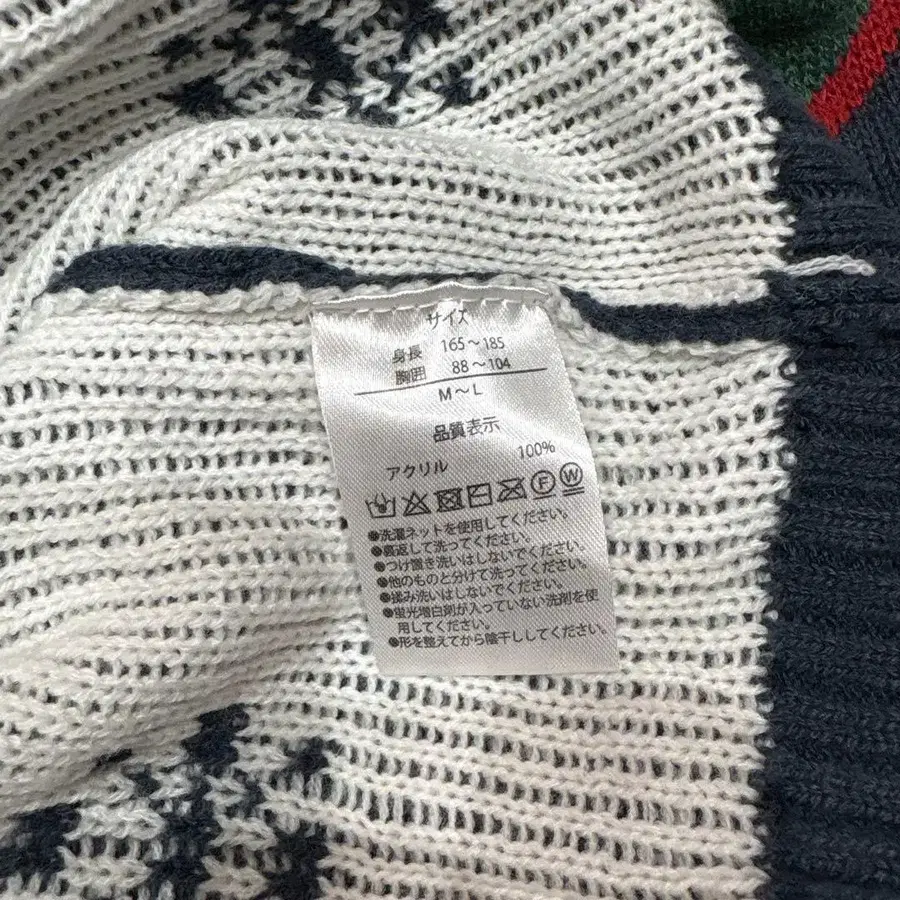 サイズ
身長 165～185
胸囲 88～104
M～L
品質表示
アクリル 100%
F W
●洗濯ネットを使用してください。
●裏返して洗ってください。
●つけ置き洗いはしないでください。
●他のものと分けて洗ってください。
●揉み洗いはしないでください。
●蛍光増白剤が入っていない洗剤を使
用してください。
●形を整えてから陰干ししてください。